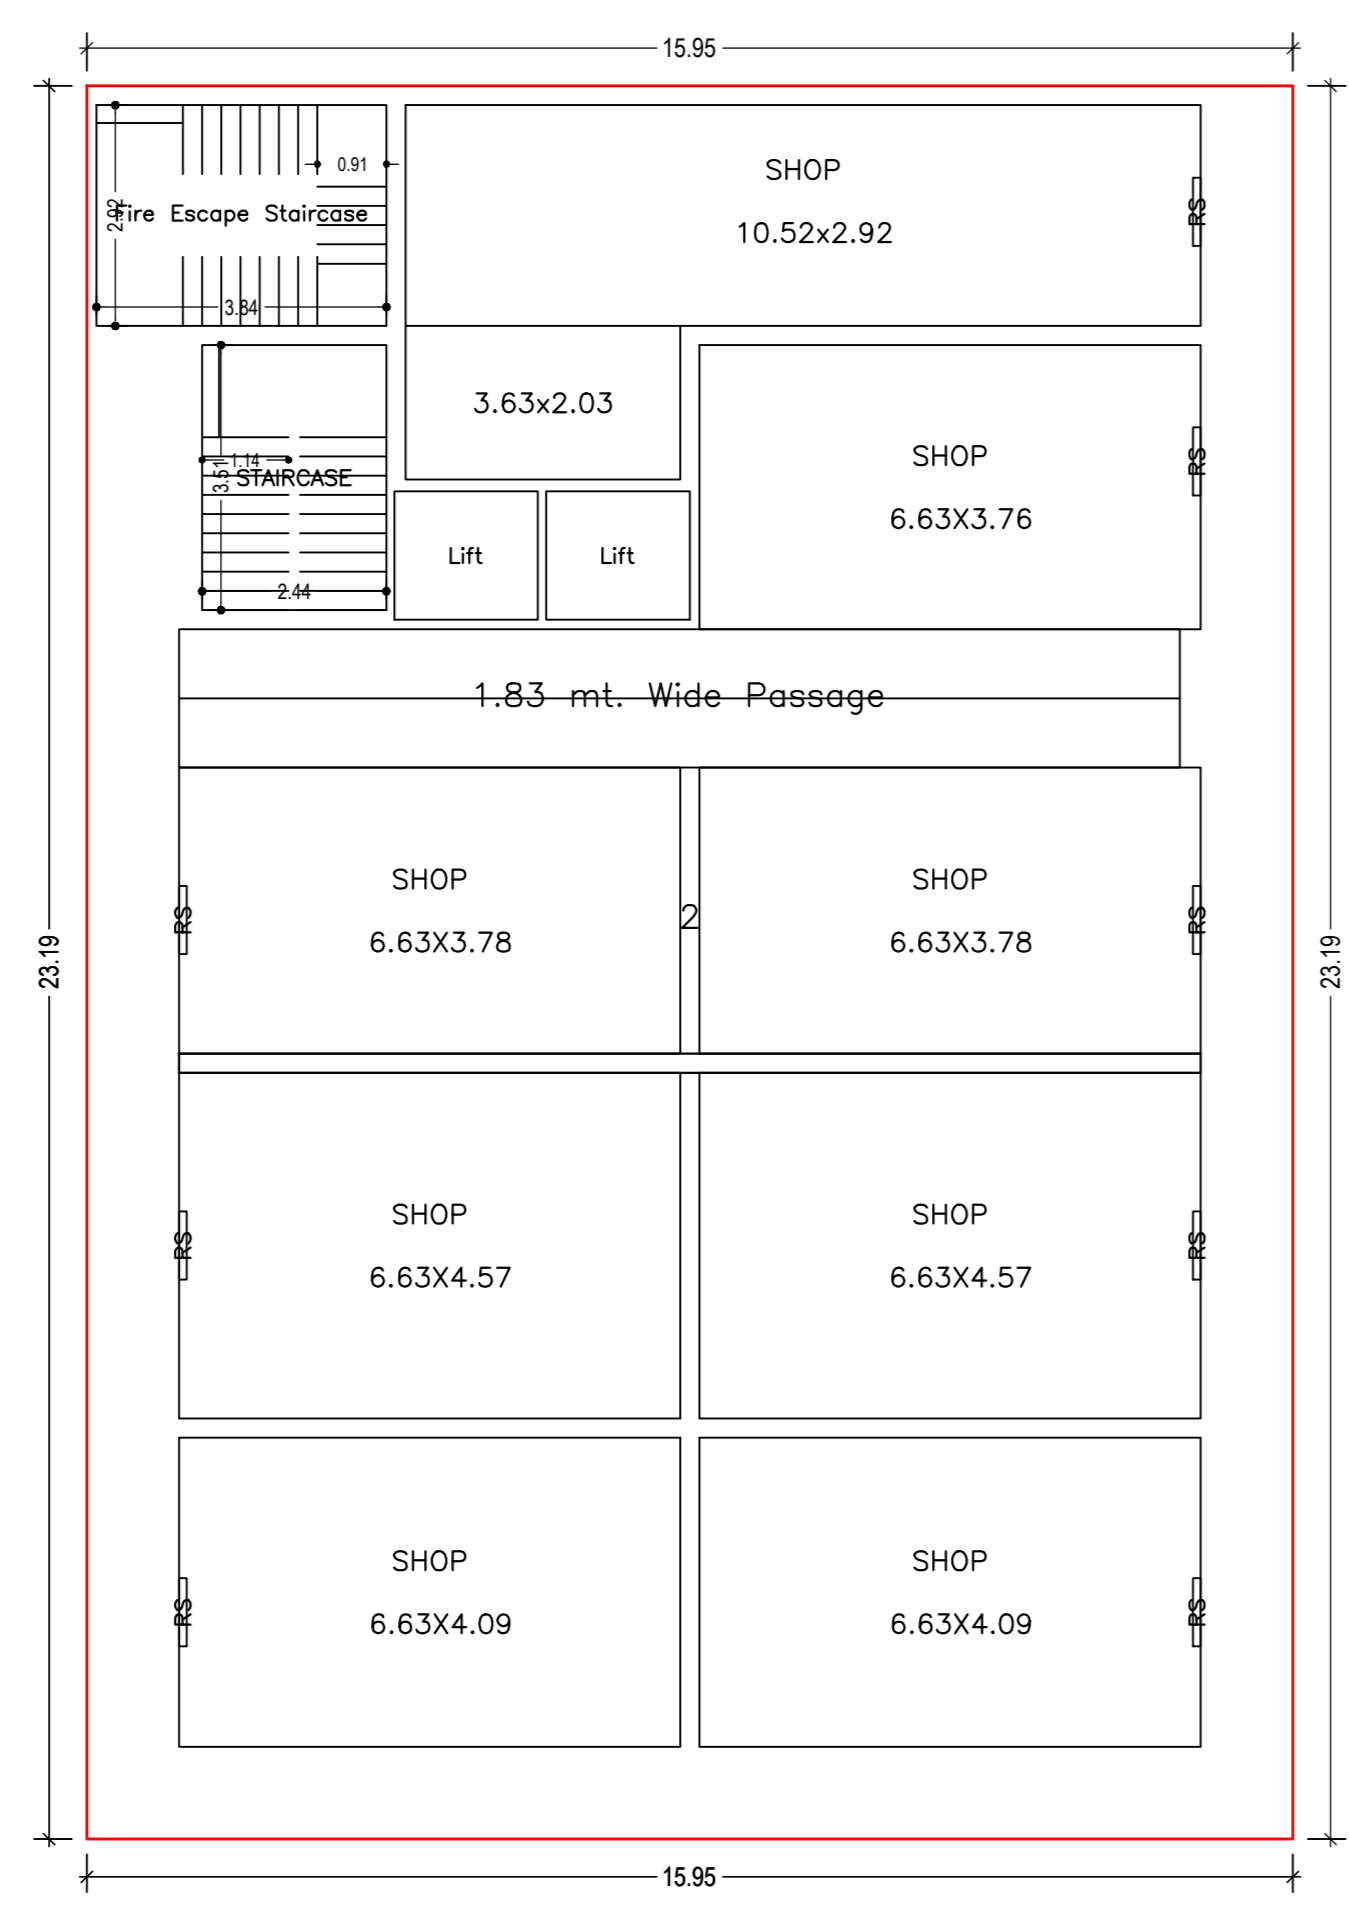 15.95
0.91
SHOP
10.52x2.92
RS
2.92
Fire Escape Staircase
3.84
3.63x2.03
SHOP
6.63X3.76
RS
1.14
3.51
STAIRCASE
2.44
Lift
Lift
1.83 mt. Wide Passage
SHOP
6.63X3.78
RS
2
SHOP
6.63X3.78
RS
23.19
23.19
SHOP
6.63X4.57
RS
SHOP
6.63X4.57
RS
SHOP
6.63X4.09
RS
SHOP
6.63X4.09
RS
15.95